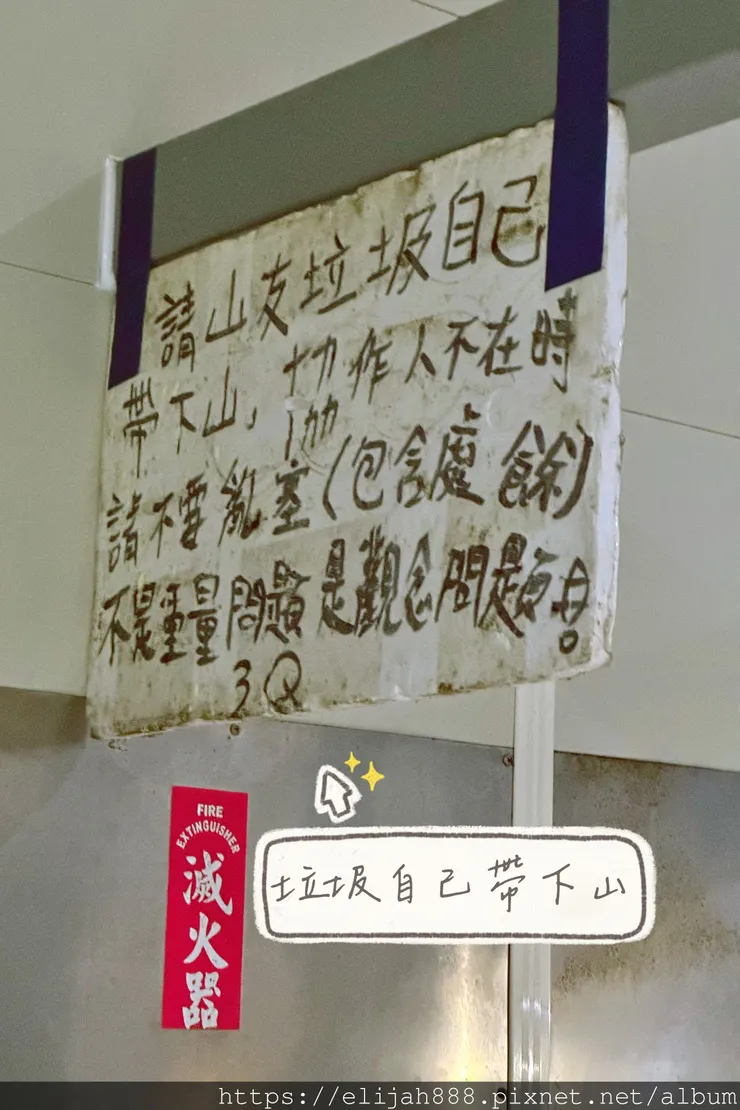 請山友垃圾自己
帶下山，協作人不在時
請不要亂塞(包含處餘)
不是重量問題是觀念問題
3Q
FIRE
EXTINGUISHER
滅火器
垃圾自己帶下山
https://elijah888.pixnet.net/album